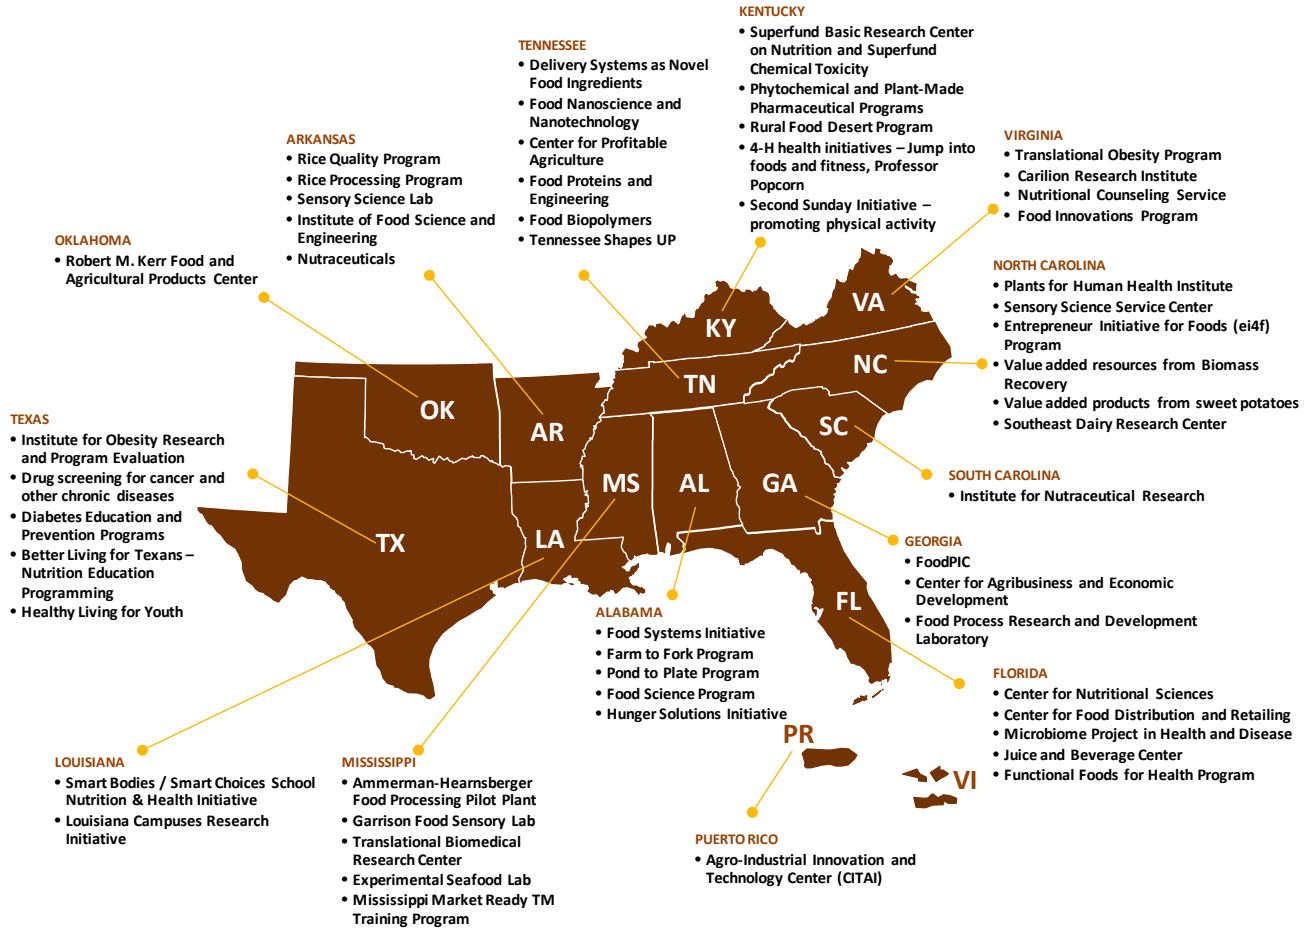 KENTUCKY
• Superfund Basic Research Center
on Nutrition and Superfund
Chemical Toxicity
• Phytochemical and Plant-Made
Pharmaceutical Programs
• Rural Food Desert Program
• 4-H health initiatives – Jump into
foods and fitness, Professor
Popcorn
• Second Sunday Initiative –
promoting physical activity
TENNESSEE
• Delivery Systems as Novel
Food Ingredients
• Food Nanoscience and
Nanotechnology
• Center for Profitable
Agriculture
• Food Proteins and
Engineering
• Food Biopolymers
• Tennessee Shapes UP
ARKANSAS
• Rice Quality Program
• Rice Processing Program
• Sensory Science Lab
• Institute of Food Science and
Engineering
• Nutraceuticals
VIRGINIA
• Translational Obesity Program
• Carilion Research Institute
• Nutritional Counseling Service
• Food Innovations Program
OKLAHOMA
• Robert M. Kerr Food and
Agricultural Products Center
NORTH CAROLINA
• Plants for Human Health Institute
• Sensory Science Service Center
• Entrepreneur Initiative for Foods (ei4f)
Program
• Value added resources from Biomass
Recovery
• Value added products from sweet potatoes
• Southeast Dairy Research Center
VA
KY
NC
TN
OK
SC
AR
MS
AL
GA
TX
LA
FL
TEXAS
• Institute for Obesity Research
and Program Evaluation
• Drug screening for cancer and
other chronic diseases
• Diabetes Education and
Prevention Programs
• Better Living for Texans –
Nutrition Education
Programming
• Healthy Living for Youth
SOUTH CAROLINA
• Institute for Nutraceutical Research
GEORGIA
• FoodPIC
• Center for Agribusiness and Economic
Development
• Food Process Research and Development
Laboratory
ALABAMA
• Food Systems Initiative
• Farm to Fork Program
• Pond to Plate Program
• Food Science Program
• Hunger Solutions Initiative
FLORIDA
• Center for Nutritional Sciences
• Center for Food Distribution and Retailing
• Microbiome Project in Health and Disease
• Juice and Beverage Center
• Functional Foods for Health Program
PR
VI
LOUISIANA
• Smart Bodies / Smart Choices School
Nutrition & Health Initiative
• Louisiana Campuses Research
Initiative
MISSISSIPPI
• Ammerman-Hearnsberger
Food Processing Pilot Plant
• Garrison Food Sensory Lab
• Translational Biomedical
Research Center
• Experimental Seafood Lab
• Mississippi Market Ready TM
Training Program
PUERTO RICO
• Agro-Industrial Innovation and
Technology Center (CITAI)